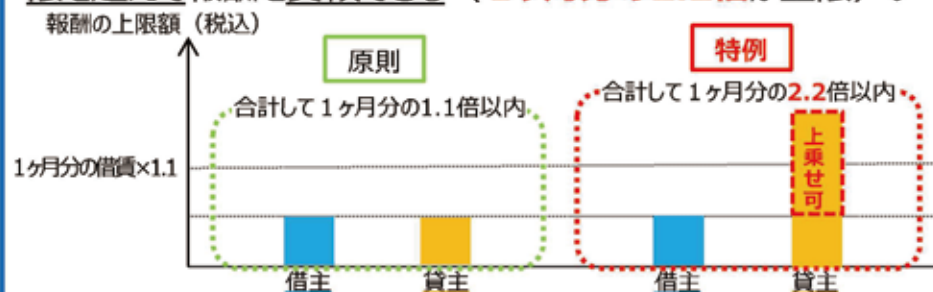 報酬の上限額（税込）
原則
特例
合計して１ヶ月分の1.1倍以内
合計して１ヶ月分の2.2倍以内
1ヶ月分の借賃×1.1
上乗せ可
借主
貸主
借主
貸主